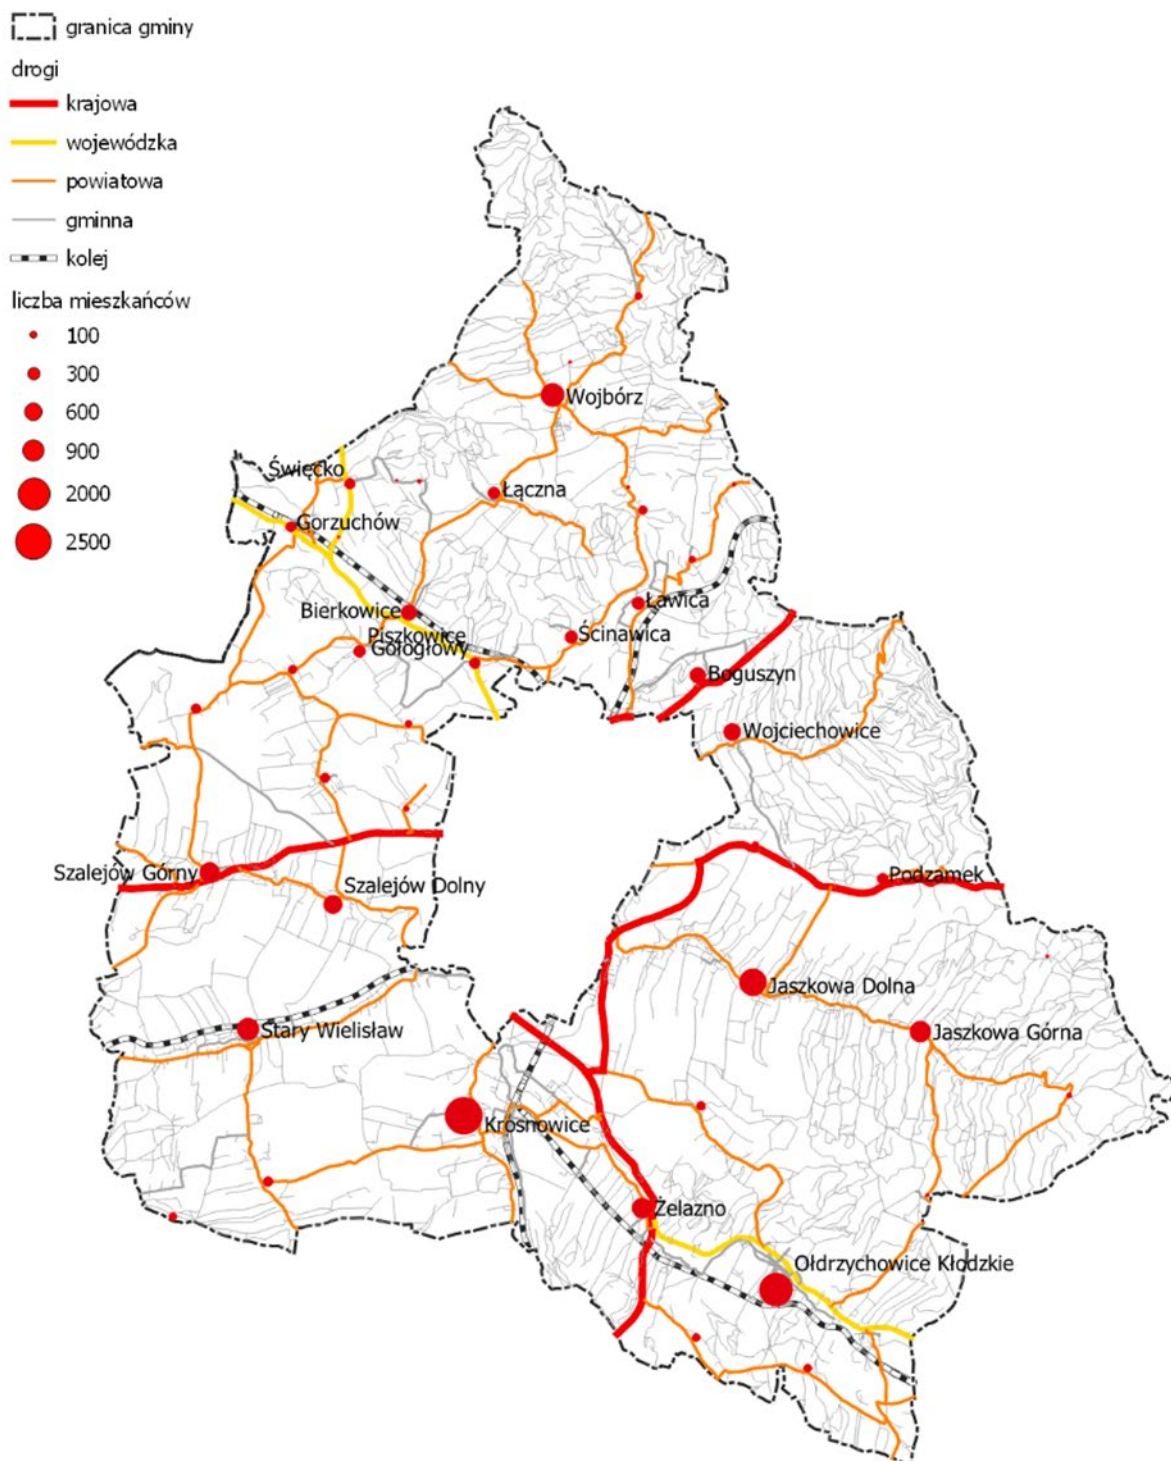 granica gminy
drogi
krajowa
wojewódzka
powiatowa
gminna
kolej
liczba mieszkańców
100
300
600
900
2000
2500
Wojbórz
Święcko
Łączna
Gorzuchów
Bierkowice
Ławica
Piszkowice
Ścinawica
Gołogłowy
Boguszyn
Wojciechowice
Szalejów Górny
Podzamek
Szalejów Dolny
Jaszkowa Dolna
Stary Wielisław
Jaszkowa Górna
Krosnowice
Żelazno
Ołdrzychowice Kłodzkie